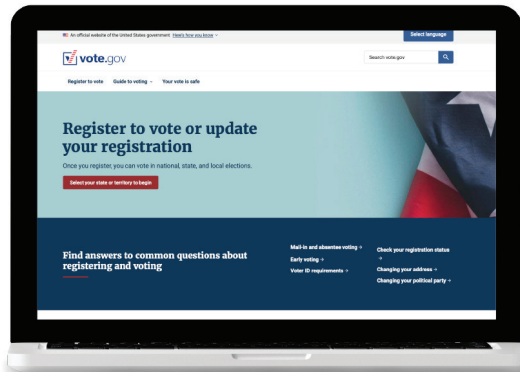 An official website of the United States government Here's how you know
Select language
vote.gov
Search vote.gov
Register to vote Guide to voting Your vote is safe
Register to vote or update
your registration
Once you register, you can vote in national, state, and local elections.
Select your state or territory to begin
Find answers to common questions about
registering and voting
Mail-in and absentee voting →
Early voting →
Voter ID requirements →
Check your registration status
→
Changing your address →
Changing your political party →